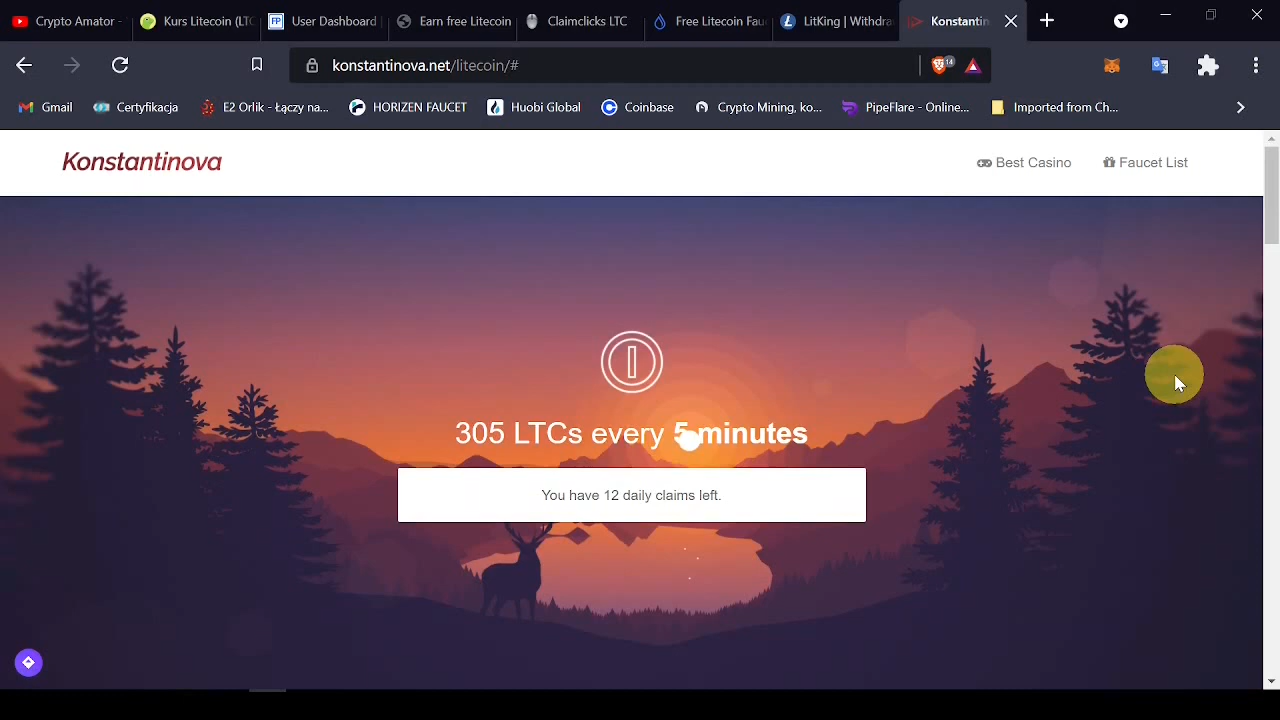 Crypto Amator -
Kurs Litecoin (LTC
User Dashboard
Earn free Litecoin
Claimclicks LTC
Free Litecoin Fau
LitKing | Withdra
Konstantin
konstantinova.net/litecoin/#
14
Gmail
Certyfikacja
E2 Orlik - Łączy na...
HORIZEN FAUCET
Huobi Global
Coinbase
Crypto Mining, ko...
PipeFlare - Online...
Imported from Ch...
Konstantinova
Best Casino
Faucet List
305 LTCs every 5 minutes
You have 12 daily claims left.